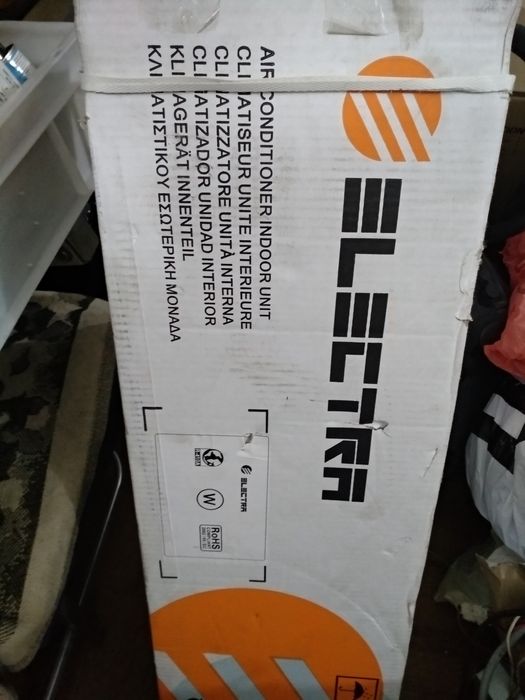 ELECTRA
AIR CONDITIONER INDOOR UNIT
CLIMATISEUR UNITE INTERIEURE
CLIMATIZZATORE UNITÀ INTERNA
CLIMATIZADOR UNIDAD INTERIOR
KLIMAGERÄT INNENTEIL
ΚΛΙΜΑΤΙΣΤΙΚΟΥ ΕΣΩΤΕΡΙΚΗ ΜΟΝΑΔΑ
ELECTRA
W
RoHS